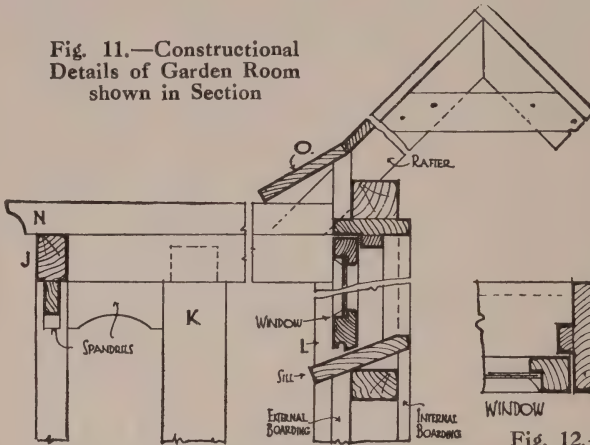 Fig. 11.—Constructional
Details of Garden Room
shown in Section
O.
RAFTER
N
J
K
WINDOW
L
SPANDRILS
SILL
EXTERNAL
BOARDING
INTERNAL
BOARDING
WINDOW
Fig. 12.